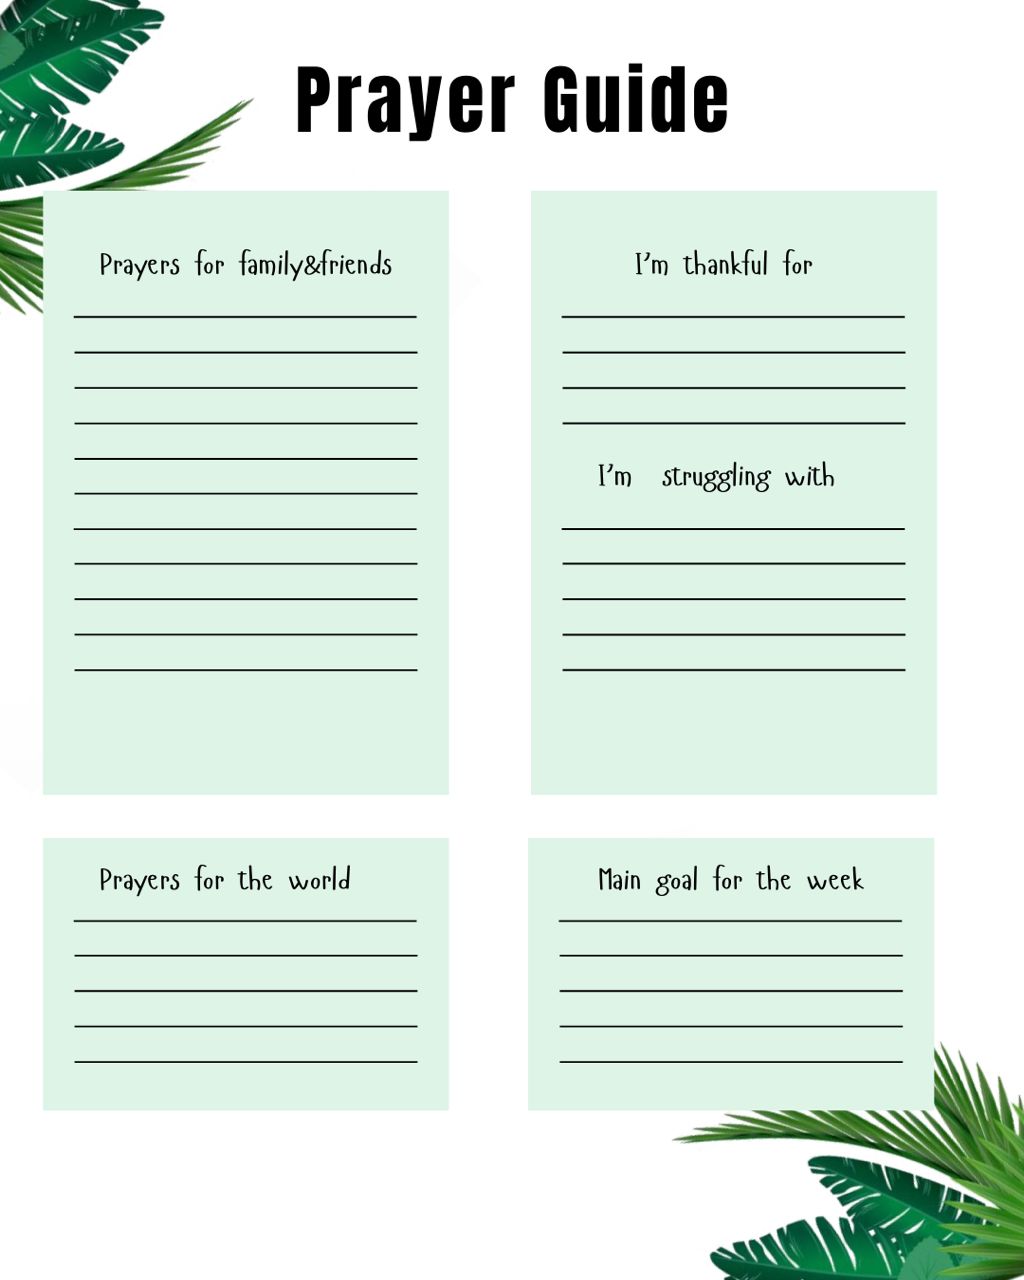 Prayer Guide
Prayers for family&friends
I'm thankful for
I'm struggling with
Prayers for the world
Main goal for the week